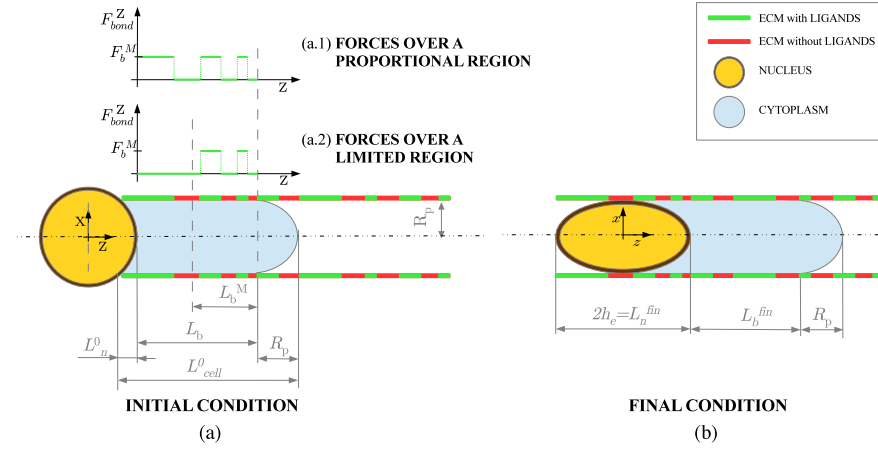 F_bond^Z
F_b^M
Z
(a.1) FORCES OVER A
PROPORTIONAL REGION
F_bond^Z
F_b^M
Z
(a.2) FORCES OVER A
LIMITED REGION
ECM with LIGANDS
ECM without LIGANDS
NUCLEUS
CYTOPLASM
X
Z
R_p
x
z
L_b^M
L_b
R_p
L_n^0
L_cell^0
2h_e=L_n^fin
L_b^fin
R_p
INITIAL CONDITION
(a)
FINAL CONDITION
(b)